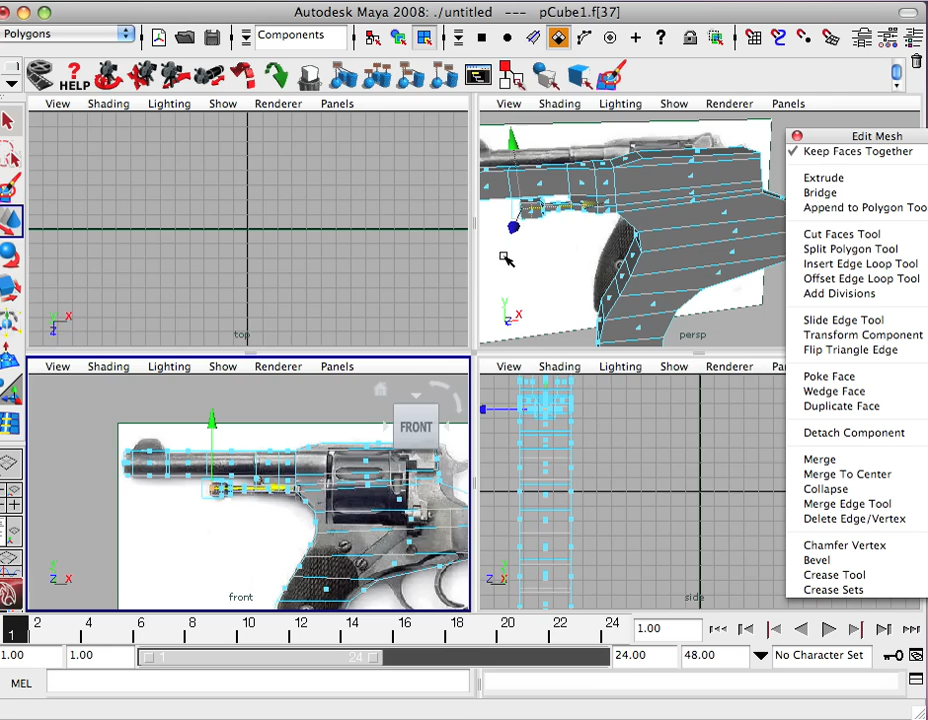 Autodesk Maya 2008: ./untitled --- pCube1.f[37]
Polygons
Components
HELP
View Shading Lighting Show Renderer Panels
View Shading Lighting Show Renderer Panels
Edit Mesh
Keep Faces Together
Extrude
Bridge
Append to Polygon Too
Cut Faces Tool
Split Polygon Tool
Insert Edge Loop Tool
Offset Edge Loop Tool
Add Divisions
Slide Edge Tool
Transform Component
Flip Triangle Edge
Poke Face
Wedge Face
Duplicate Face
Detach Component
Merge
Merge To Center
Collapse
Merge Edge Tool
Delete Edge/Vertex
Chamfer Vertex
Bevel
Crease Tool
Crease Sets
y x
z
top
y
x
z
persp
View Shading Lighting Show Renderer Panels
View Shading Lighting Show Renderer Pa
FRONT
y
z x
front
y
z x
side
1 2 4 6 8 10 12 14 16 18 20 22 24
1.00
1.00
1.00
1
24
24.00
48.00
No Character Set
MEL